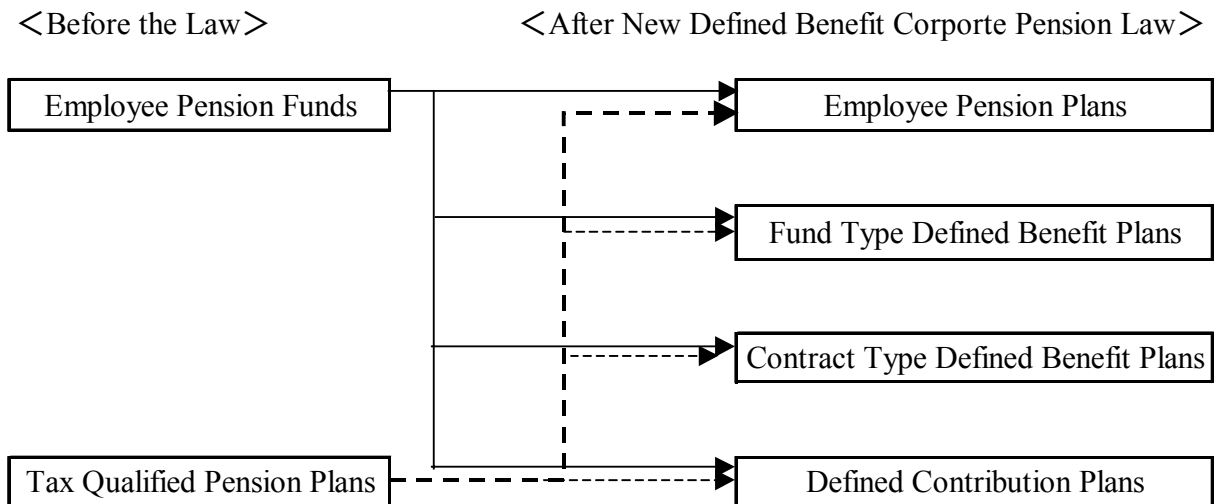 ＜Before the Law＞
＜After New Defined Benefit Corporte Pension Law＞
Employee Pension Funds
Employee Pension Plans
Fund Type Defined Benefit Plans
Contract Type Defined Benefit Plans
Tax Qualified Pension Plans
Defined Contribution Plans